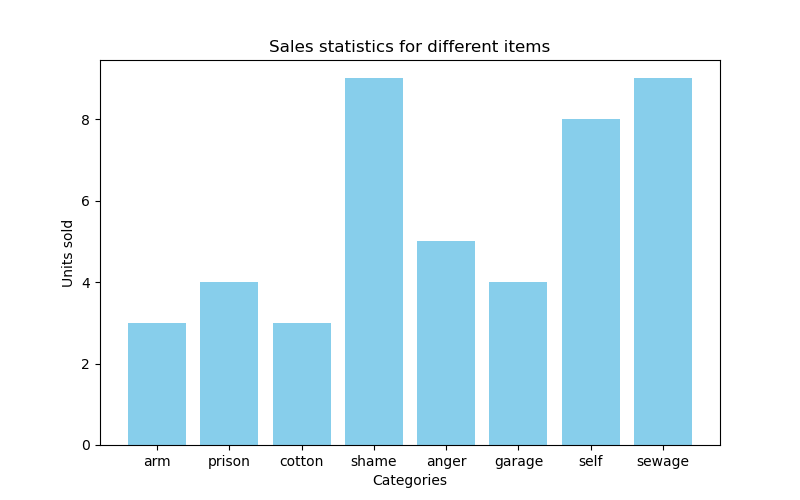 Sales statistics for different items
Units sold
8
6
4
2
0
arm prison cotton shame anger garage self sewage
Categories